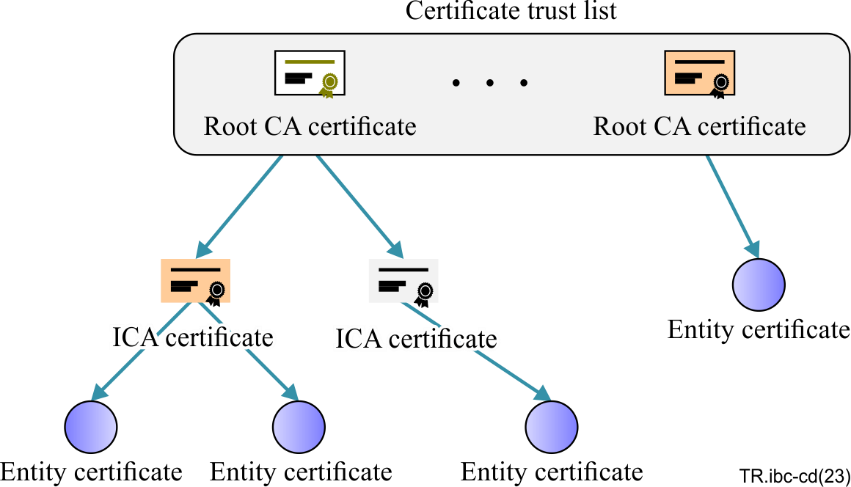 Certificate trust list
Root CA certificate
Root CA certificate
ICA certificate
ICA certificate
Entity certificate
Entity certificate
Entity certificate
Entity certificate
TR.ibc-cd(23)